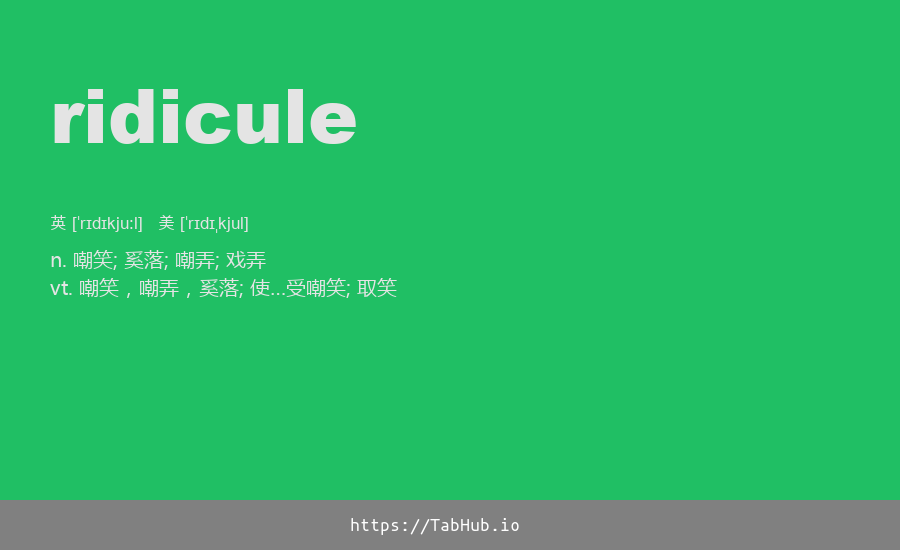 ridicule
英 [ˈrɪdɪkjuːl] 美 [ˈrɪdɪˌkjul]
n. 嘲笑; 奚落; 嘲弄; 戏弄
vt. 嘲笑，嘲弄，奚落; 使…受嘲笑; 取笑
https://TabHub.io